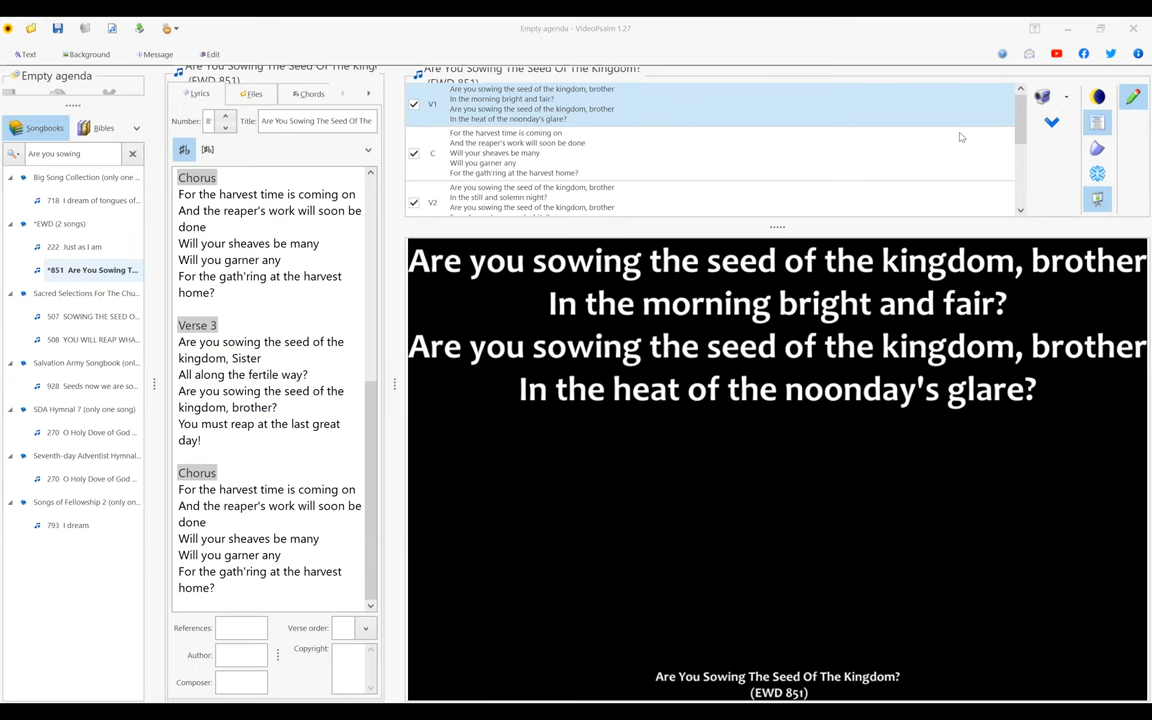 Empty agenda - VideoPsalm 1.27
Text
Background
Message
Edit
Empty agenda
Songbooks
Bibles
Are you sowing
Big Song Collection (only one ...
718 I dream of tongues of...
*EWD (2 songs)
222 Just as I am
*851 Are You Sowing T...
Sacred Selections For The Chu...
507 SOWING THE SEED O...
508 YOU WILL REAP WHA...
Salvation Army Songbook (onl...
928 Seeds now we are so...
SDA Hymnal 7 (only one song)
270 O Holy Dove of God ...
Seventh-day Adventist Hymnal...
270 O Holy Dove of God ...
Songs of Fellowship 2 (only on...
793 I dream
Are You Sowing The Seed Of The
(EWD 851)
Lyrics
Files
Chords
Number:
Title:
Are You Sowing The Seed Of The
Chorus
For the harvest time is coming on
And the reaper's work will soon be
done
Will your sheaves be many
Will you garner any
For the gath'ring at the harvest
home?
Verse 3
Are you sowing the seed of the
kingdom, Sister
All along the fertile way?
Are you sowing the seed of the
kingdom, brother?
You must reap at the last great
day!
Chorus
For the harvest time is coming on
And the reaper's work will soon be
done
Will your sheaves be many
Will you garner any
For the gath'ring at the harvest
home?
References:
Verse order:
Author:
Copyright:
Composer:
Are You Sowing The Seed Of The Kingdom?
(EWD 851)
V1
Are you sowing the seed of the kingdom, brother
In the morning bright and fair?
Are you sowing the seed of the kingdom, brother
In the heat of the noonday's glare?
C
For the harvest time is coming on
And the reaper's work will soon be done
Will your sheaves be many
Will you garner any
For the gath'ring at the harvest home?
V2
Are you sowing the seed of the kingdom, brother
In the still and solemn night?
Are you sowing the seed of the kingdom, brother
Are you sowing the seed of the kingdom, brother
In the morning bright and fair?
Are you sowing the seed of the kingdom, brother
In the heat of the noonday's glare?
Are You Sowing The Seed Of The Kingdom?
(EWD 851)